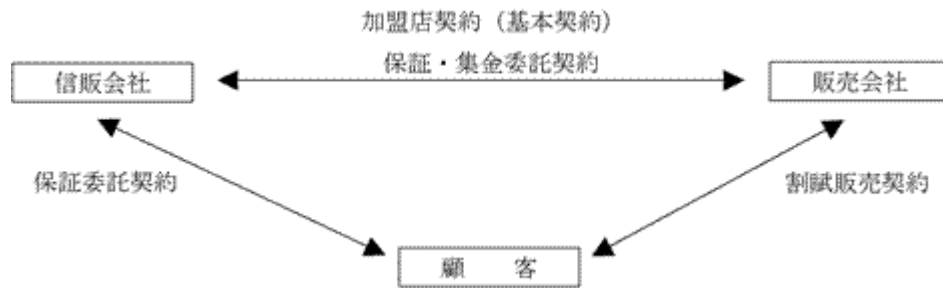 加盟店契約（基本契約）
保証・集金委託契約
信販会社
販売会社
保証委託契約
割賦販売契約
顧　　客